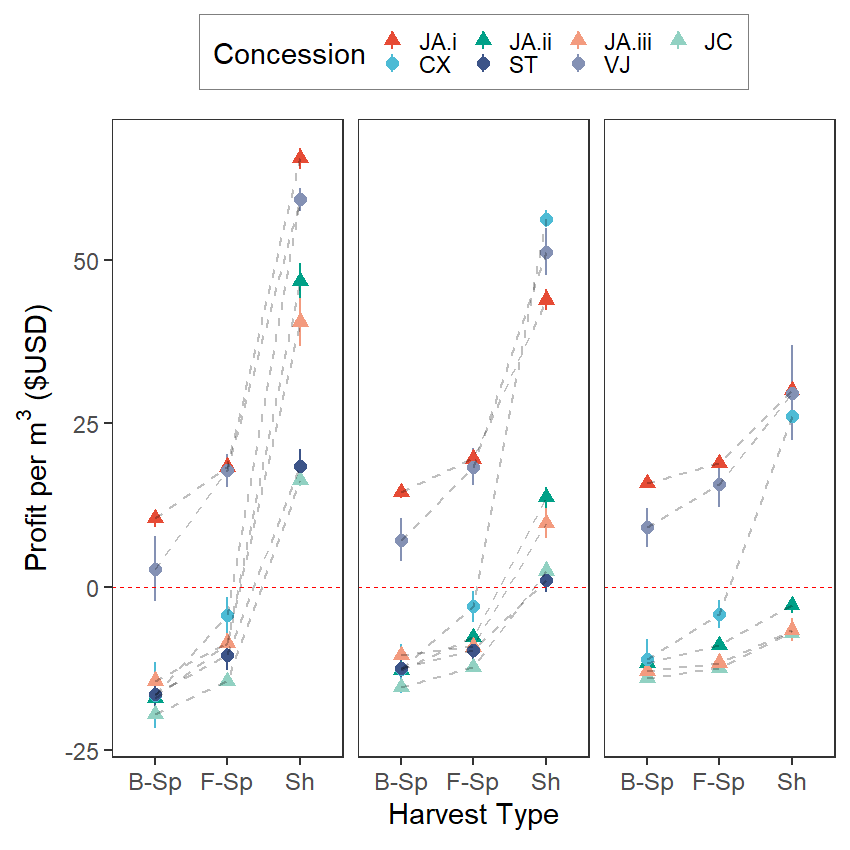 Concession
JA.i JA.ii JA.iii JC
CX ST VJ
Profit per m³ ($USD)
50
25
0
-25
B-Sp F-Sp Sh B-Sp F-Sp Sh B-Sp F-Sp Sh
Harvest Type